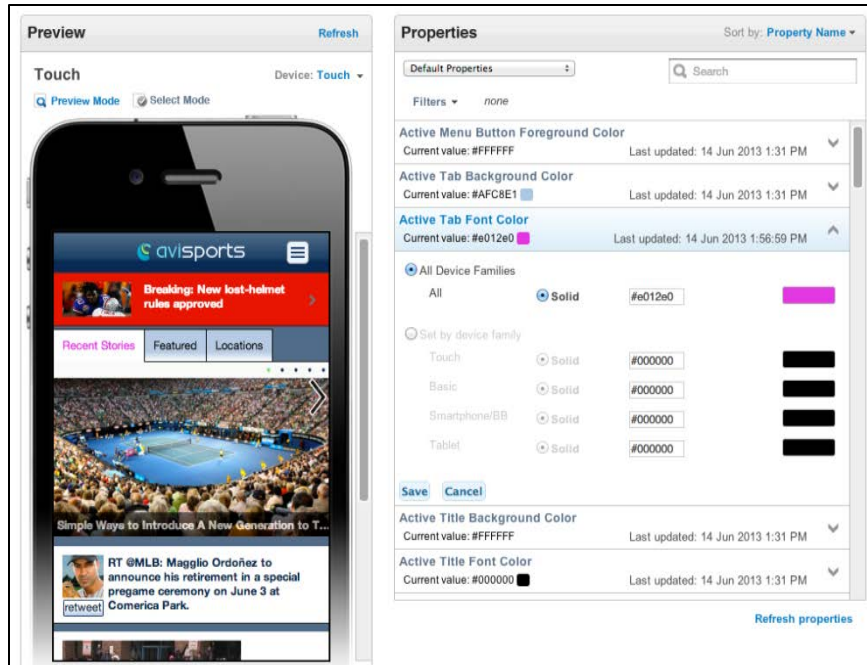 Preview
Refresh
Touch
Device: Touch
Preview Mode
Select Mode
avisports
Breaking: New lost-helmet
rules approved
Recent Stories
Featured
Locations
Simple Ways to Introduce A New Generation to T...
RT @MLB: Magglio Ordoñez to
announce his retirement in a special
pregame ceremony on June 3 at
Comerica Park.
retweet
Properties
Sort by: Property Name
Default Properties
Search
Filters
none
Active Menu Button Foreground Color
Current value: #FFFFFF
Last updated: 14 Jun 2013 1:31 PM
Active Tab Background Color
Current value: #AFC8E1
Last updated: 14 Jun 2013 1:31 PM
Active Tab Font Color
Current value: #e012e0
Last updated: 14 Jun 2013 1:56:59 PM
All Device Families
All
Solid
#e012e0
Set by device family
Touch
Solid
#000000
Basic
Solid
#000000
Smartphone/BB
Solid
#000000
Tablet
Solid
#000000
Save
Cancel
Active Title Background Color
Current value: #FFFFFF
Last updated: 14 Jun 2013 1:31 PM
Active Title Font Color
Current value: #000000
Last updated: 14 Jun 2013 1:31 PM
Refresh properties